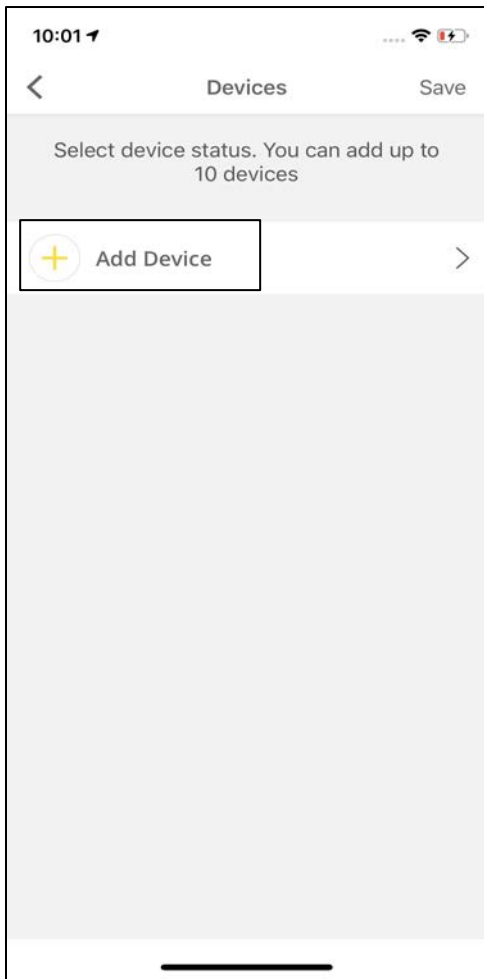 10:01
Devices
Save
Select device status. You can add up to
10 devices
Add Device